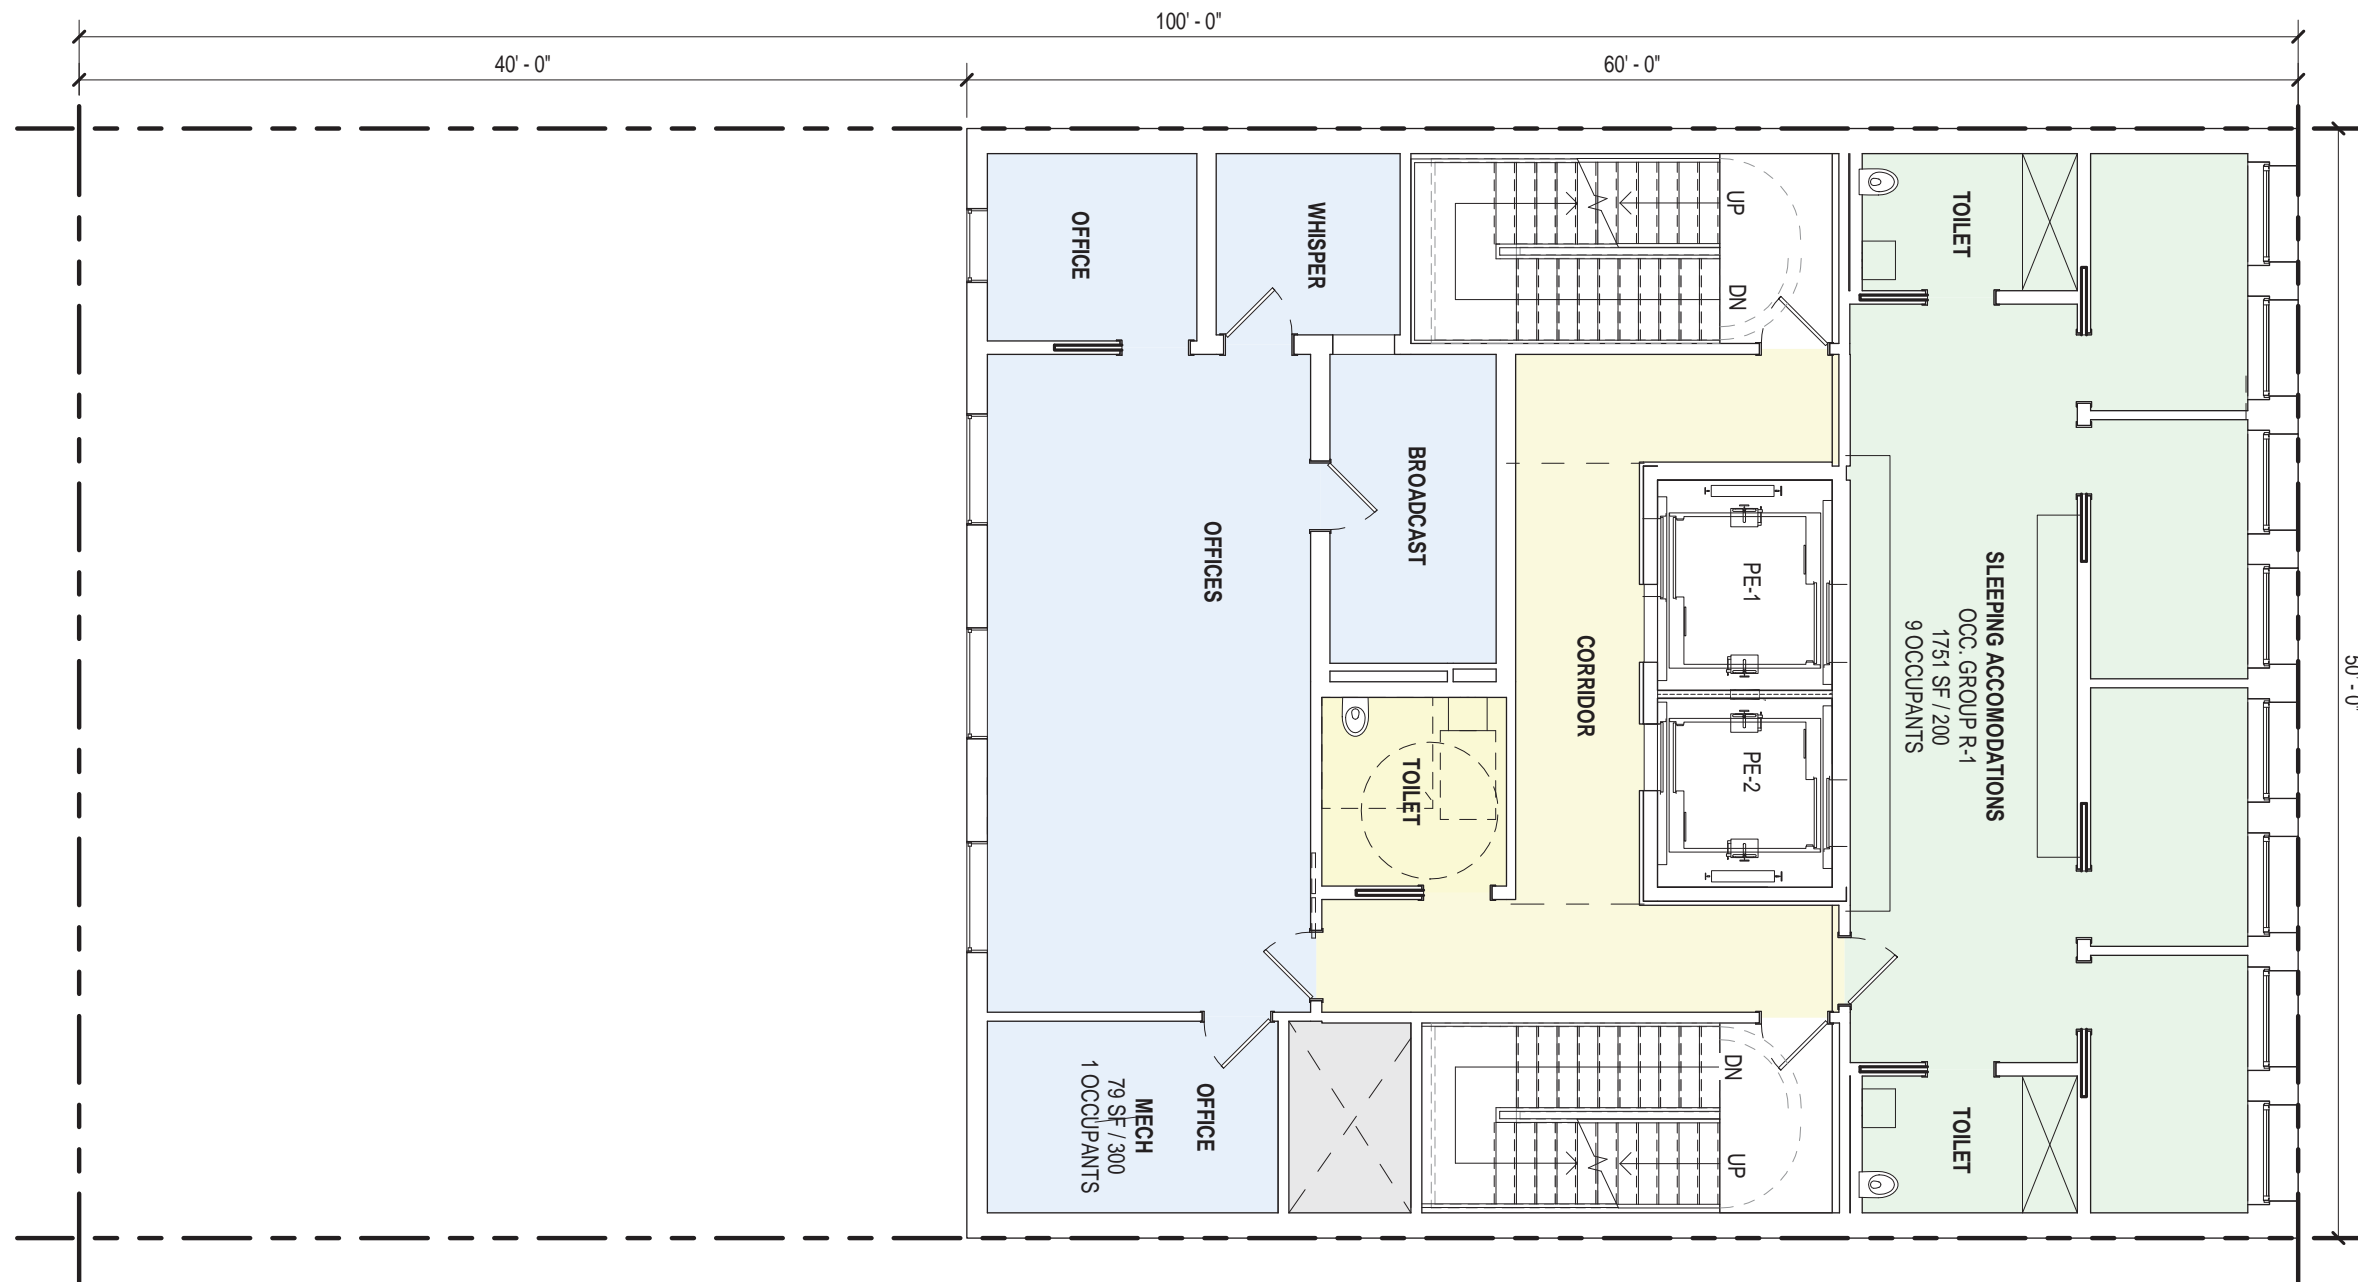 100' - 0"
40' - 0"
60' - 0"
50' - 0"
OFFICE
WHISPER
UP
DN
TOILET
OFFICES
BROADCAST
CORRIDOR
PE-1
PE-2
SLEEPING ACCOMODATIONS
OCC. GROUP R-1
1751 SF / 200
9 OCCUPANTS
TOILET
OFFICE
MECH
79 SF / 300
1 OCCUPANTS
DN
UP
TOILET